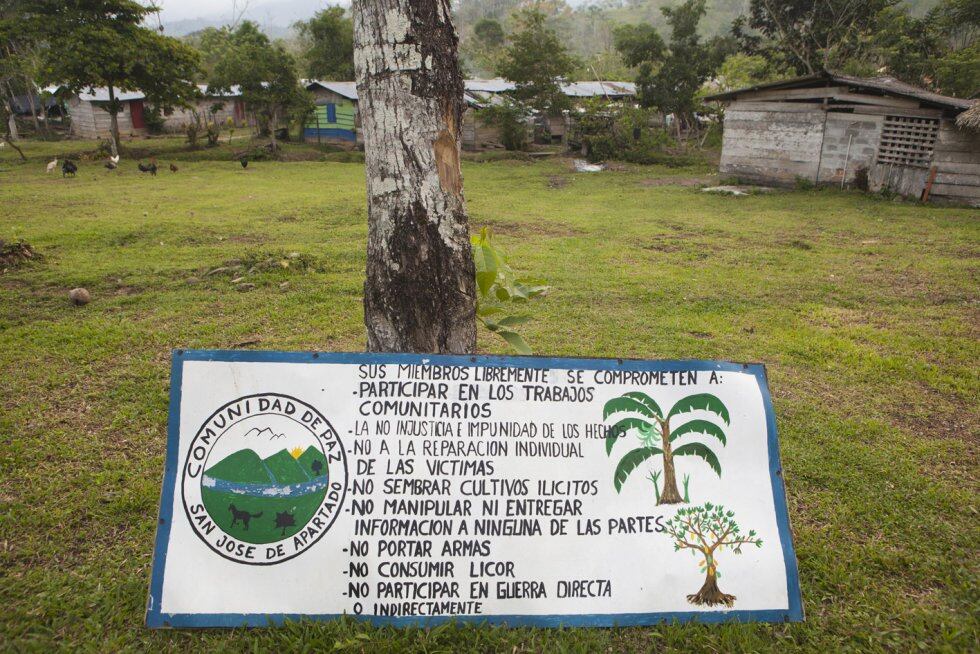 COMUNIDAD DE PAZ
SAN JOSE DE APARTADO
SUS MIEMBROS LIBREMENTE SE COMPROMETEN A:
-PARTICIPAR EN LOS TRABAJOS
COMUNITARIOS
-LA NO INJUSTICIA E IMPUNIDAD DE LOS HECHOS
-NO A LA REPARACION INDIVIDUAL
DE LAS VICTIMAS
-NO SEMBRAR CULTIVOS ILICITOS
-NO MANIPULAR NI ENTREGAR
INFORMACION A NINGUNA DE LAS PARTES
-NO PORTAR ARMAS
-NO CONSUMIR LICOR
-NO PARTICIPAR EN GUERRA DIRECTA
O INDIRECTAMENTE